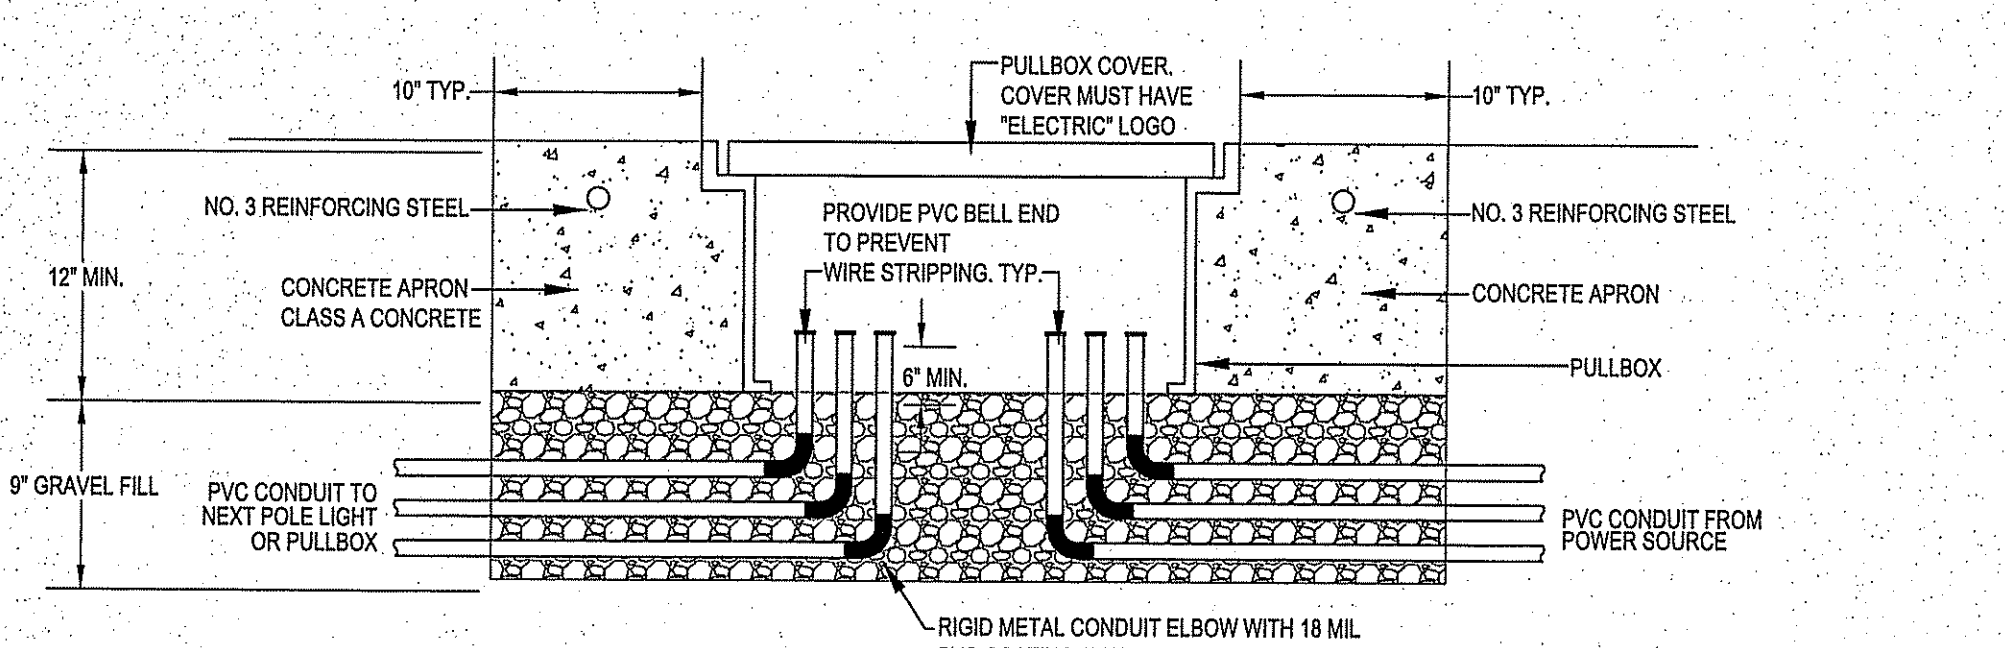 10" TYP.
PULLBOX COVER.
COVER MUST HAVE
"ELECTRIC" LOGO
10" TYP.
NO. 3 REINFORCING STEEL
PROVIDE PVC BELL END
TO PREVENT
WIRE STRIPPING. TYP.
NO. 3 REINFORCING STEEL
12" MIN.
CONCRETE APRON
CLASS A CONCRETE
CONCRETE APRON
6" MIN.
PULLBOX
9" GRAVEL FILL
PVC CONDUIT TO
NEXT POLE LIGHT
OR PULLBOX
PVC CONDUIT FROM
POWER SOURCE
RIGID METAL CONDUIT ELBOW WITH 18 MIL